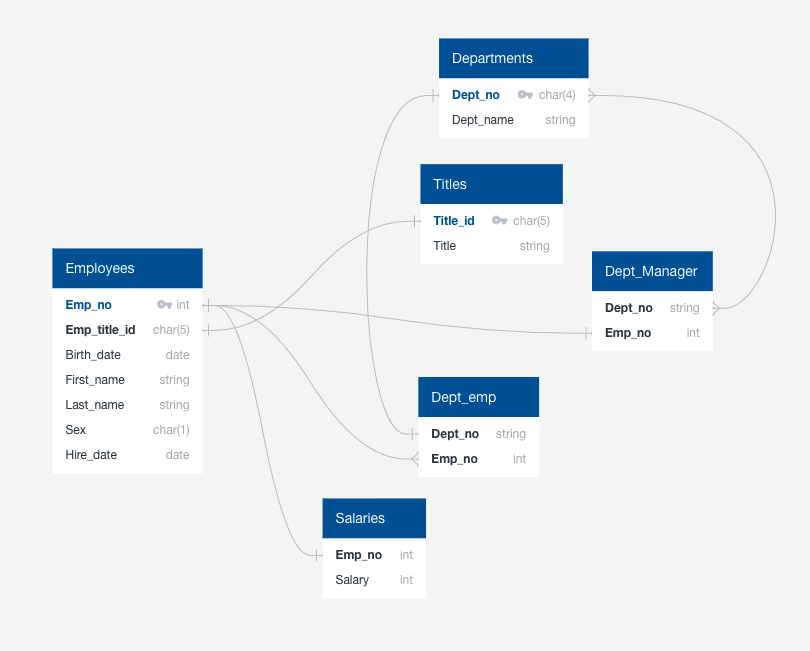 Departments
Dept_no char(4)
Dept_name string
Titles
Title_id char(5)
Title string
Employees
Emp_no int
Emp_title_id char(5)
Birth_date date
First_name string
Last_name string
Sex char(1)
Hire_date date
Dept_Manager
Dept_no string
Emp_no int
Dept_emp
Dept_no string
Emp_no int
Salaries
Emp_no int
Salary int